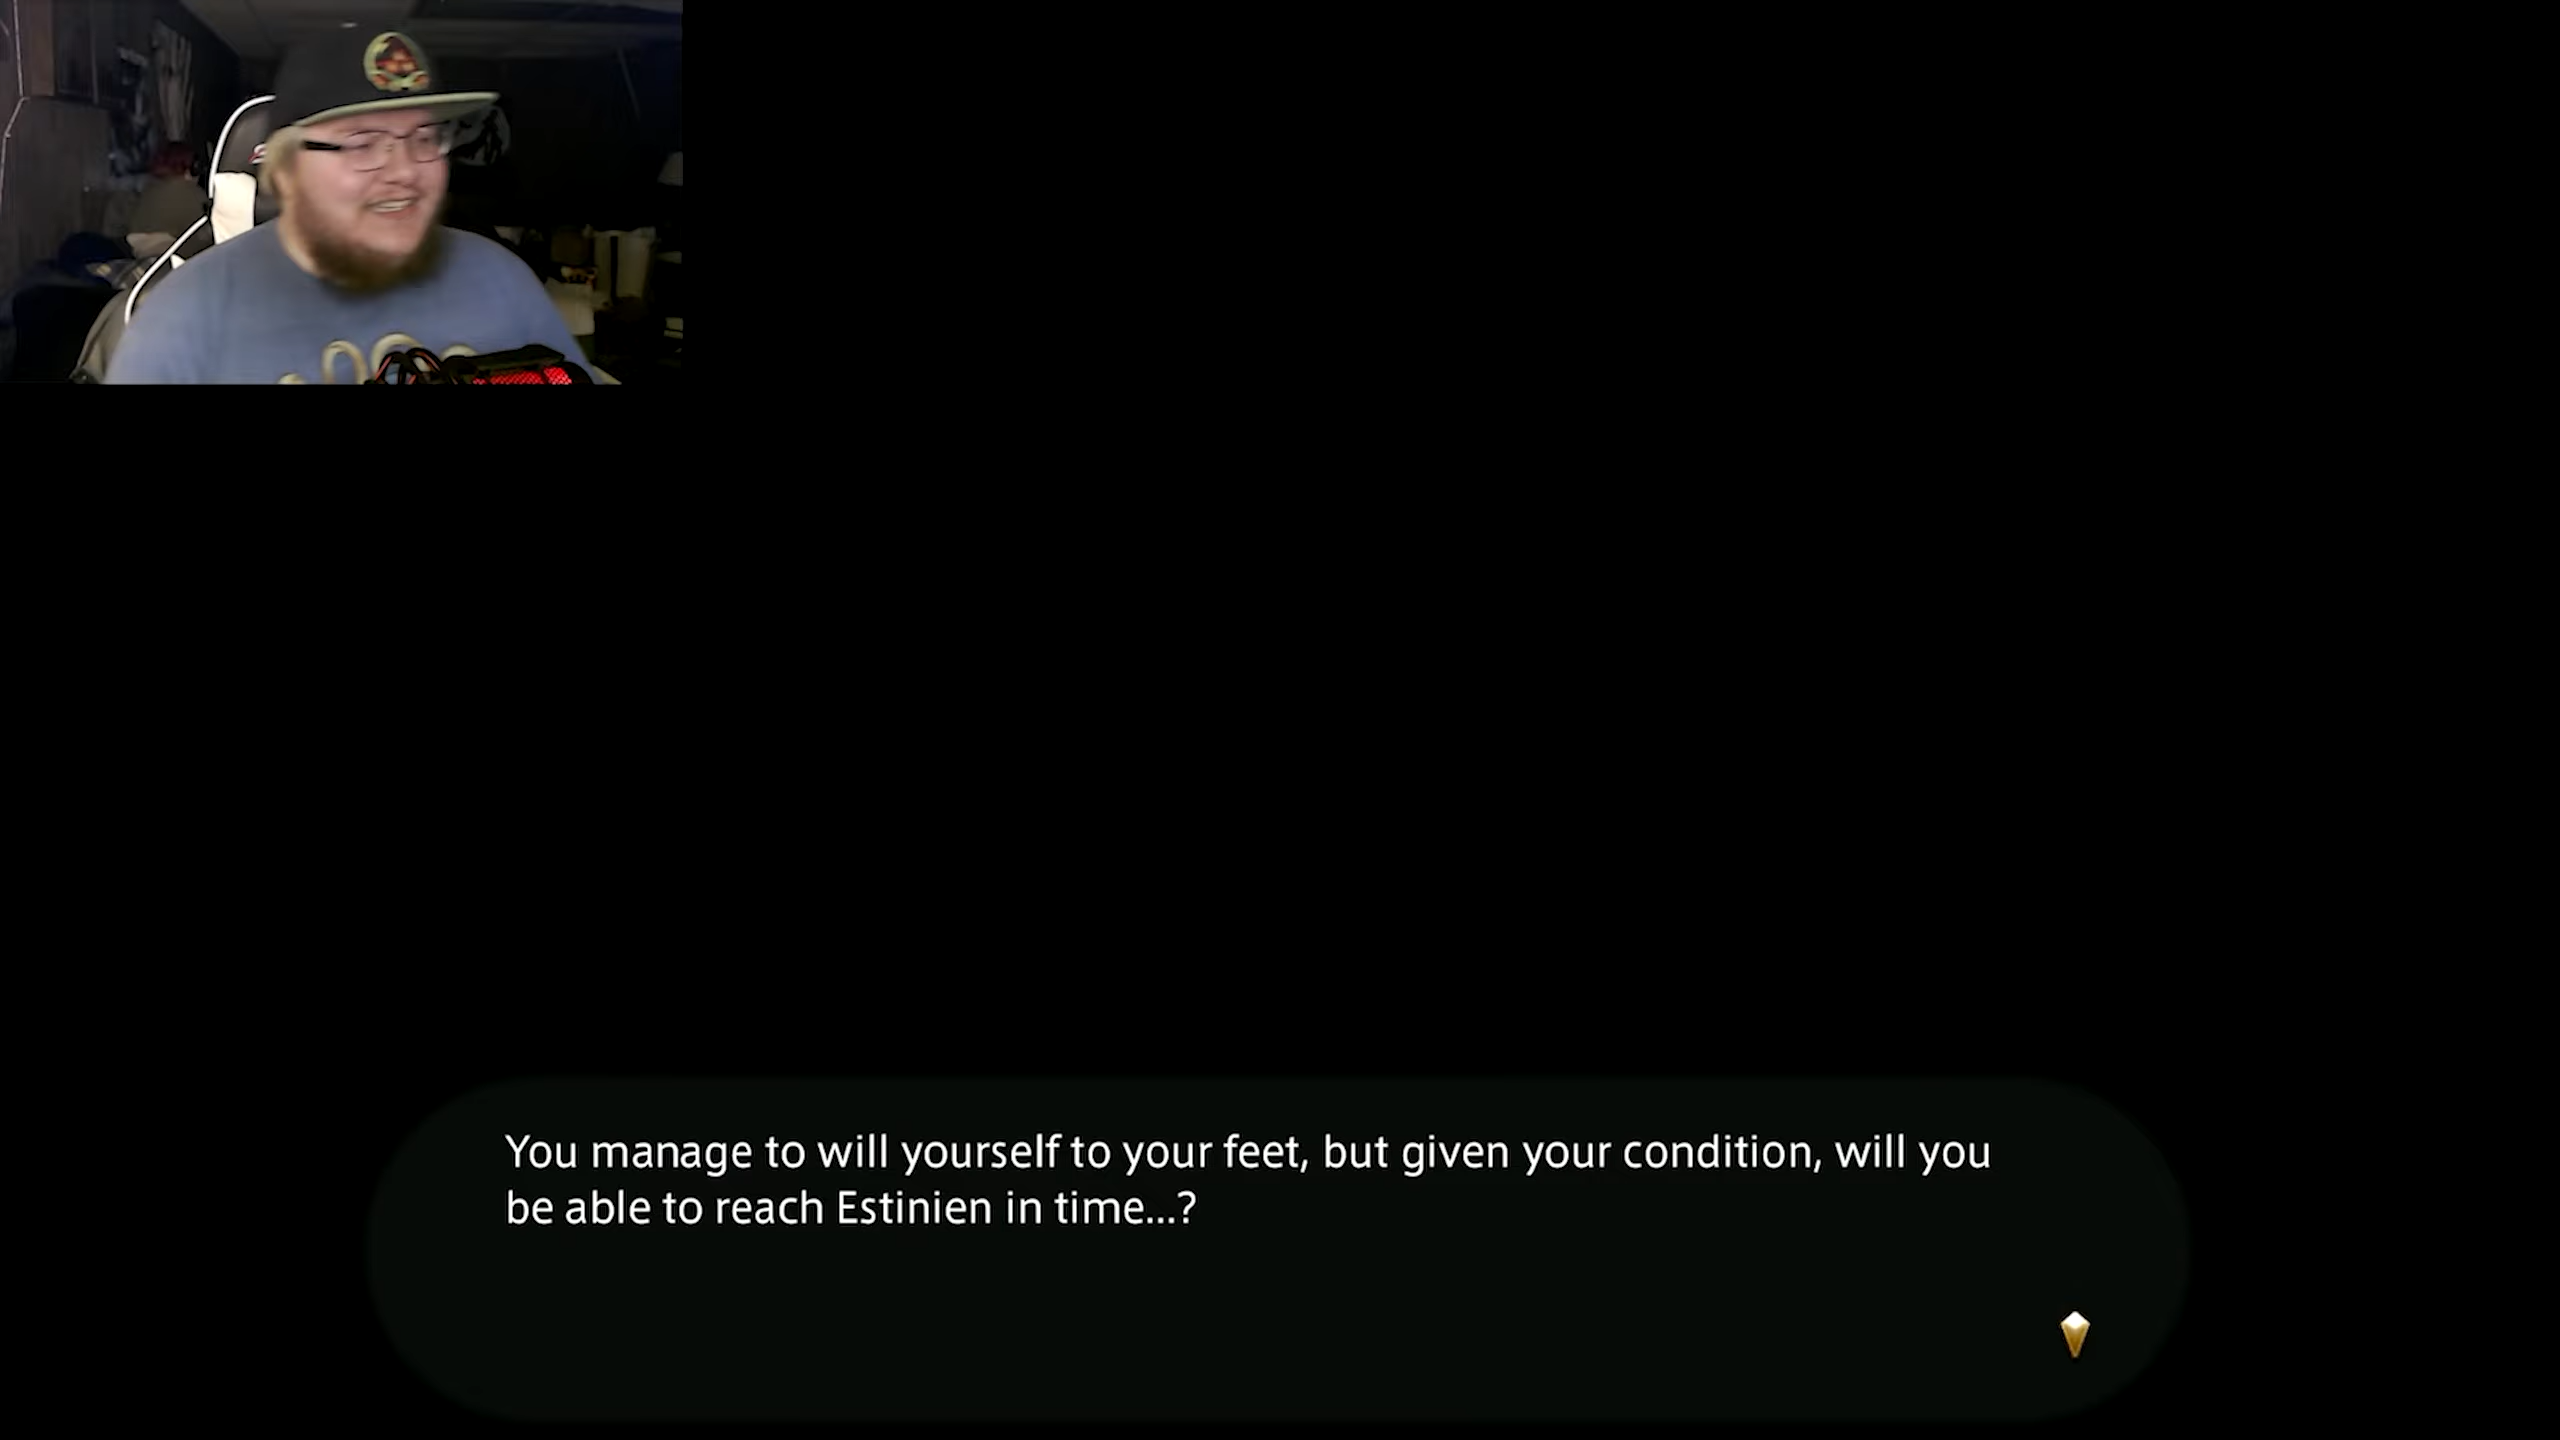 You manage to will yourself to your feet, but given your condition, will you
be able to reach Estinien in time...?